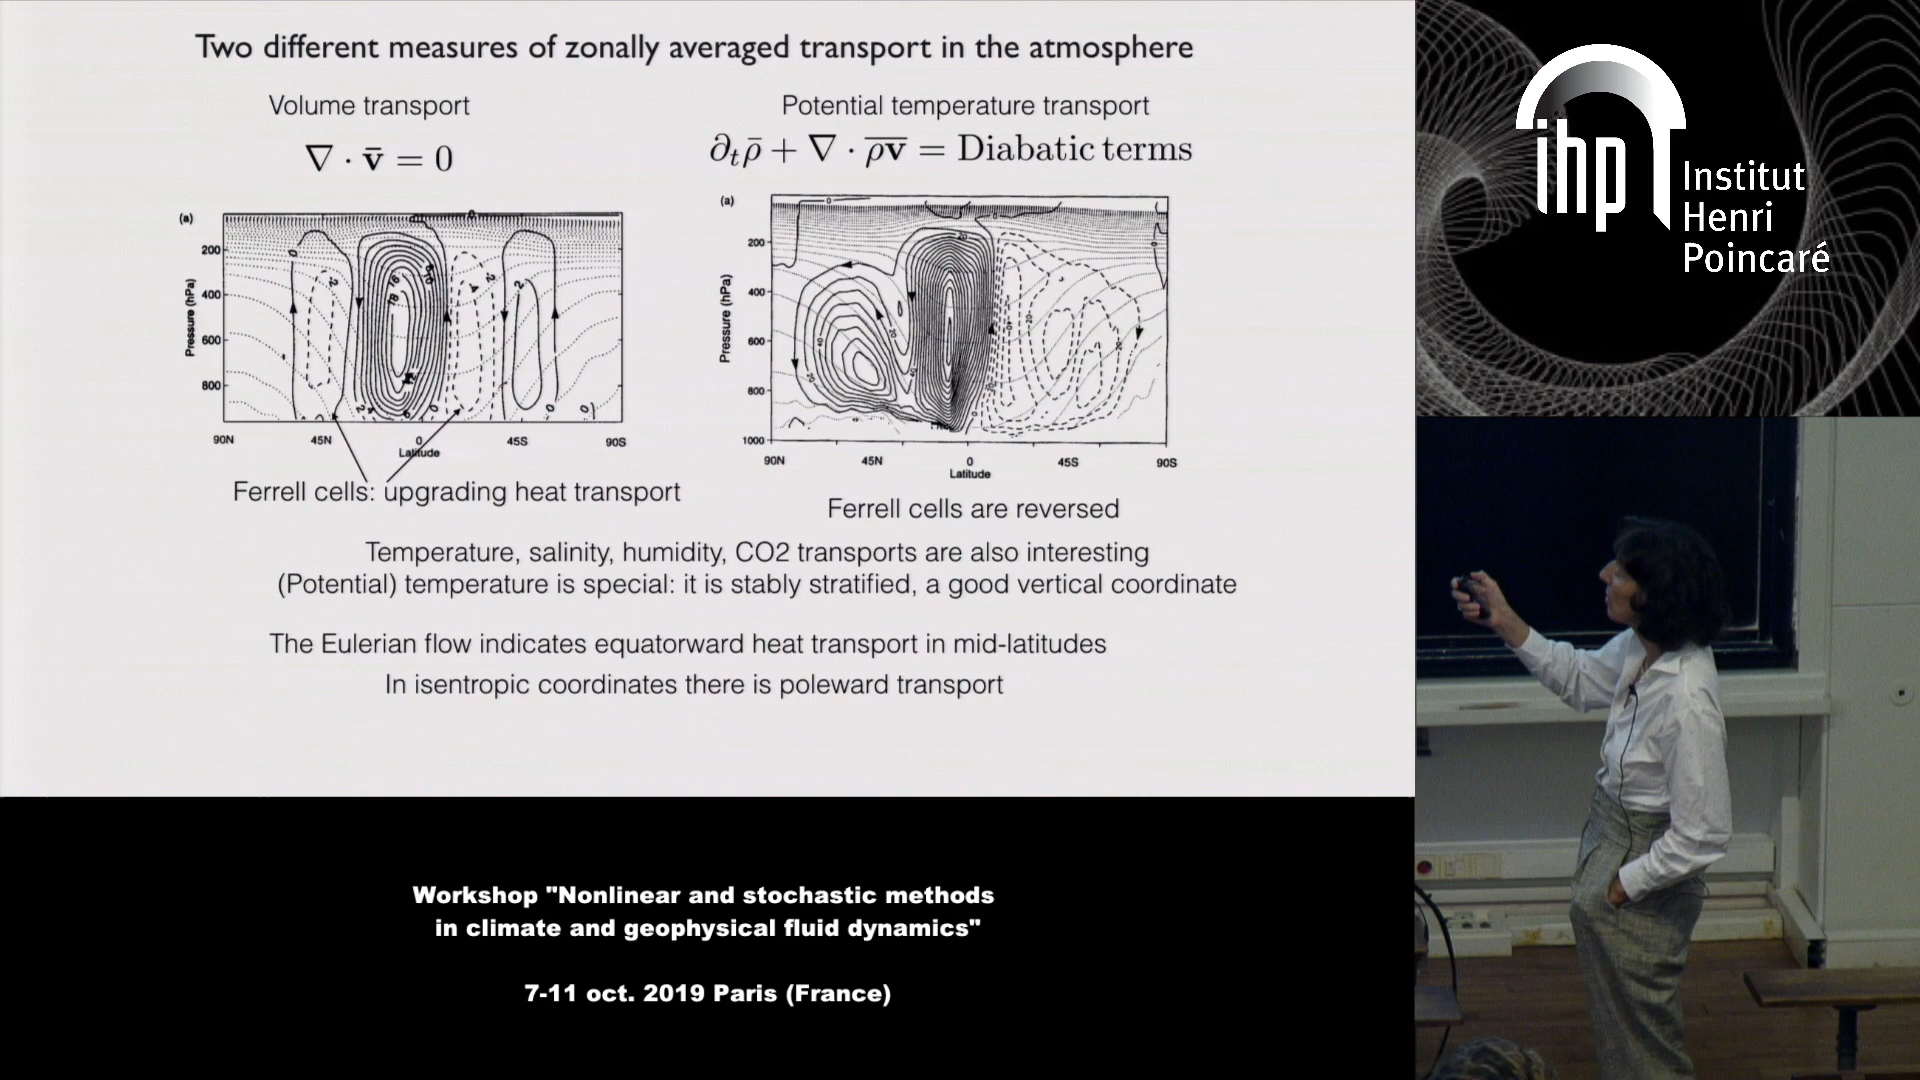 Two different measures of zonally averaged transport in the atmosphere
Volume transport
∇ · v̄ = 0
Potential temperature transport
∂ₜρ̄ + ∇ · \overline{ρv} = Diabatic terms
(a)
Pressure (hPa)
200
400
600
800
90N 45N 0 45S 90S
Latitude
Ferrell cells: upgrading heat transport
(a)
Pressure (hPa)
200
400
600
800
1000
90N 45N 0 45S 90S
Latitude
Ferrell cells are reversed
Temperature, salinity, humidity, CO2 transports are also interesting
(Potential) temperature is special: it is stably stratified, a good vertical coordinate
The Eulerian flow indicates equatorward heat transport in mid-latitudes
In isentropic coordinates there is poleward transport
ihp
Institut
Henri
Poincaré
Workshop "Nonlinear and stochastic methods
in climate and geophysical fluid dynamics"
7-11 oct. 2019 Paris (France)